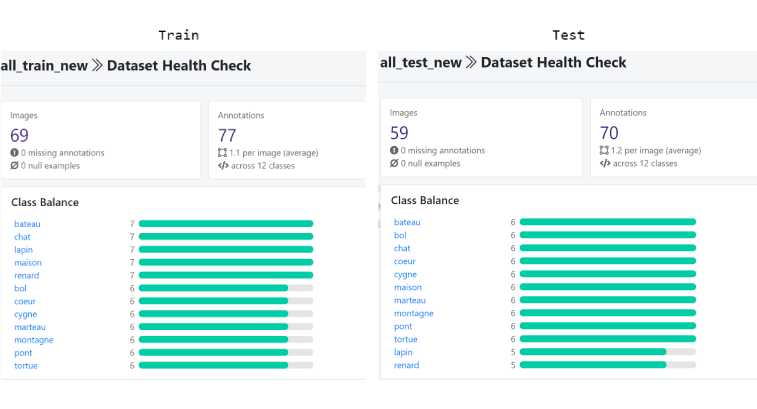 Train
Test
all_train_new Dataset Health Check
Images
69
0 missing annotations
0 null examples
Annotations
77
1.1 per image (average)
</> across 12 classes
Class Balance
bateau 7
chat 7
lapin 7
maison 7
renard 7
bol 6
coeur 6
cygne 6
marteau 6
montagne 6
pont 6
tortue 6
all_test_new Dataset Health Check
Images
59
0 missing annotations
0 null examples
Annotations
70
1.2 per image (average)
</> across 12 classes
Class Balance
bateau 6
bol 6
chat 6
coeur 6
cygne 6
maison 6
marteau 6
montagne 6
pont 6
tortue 6
lapin 5
renard 5